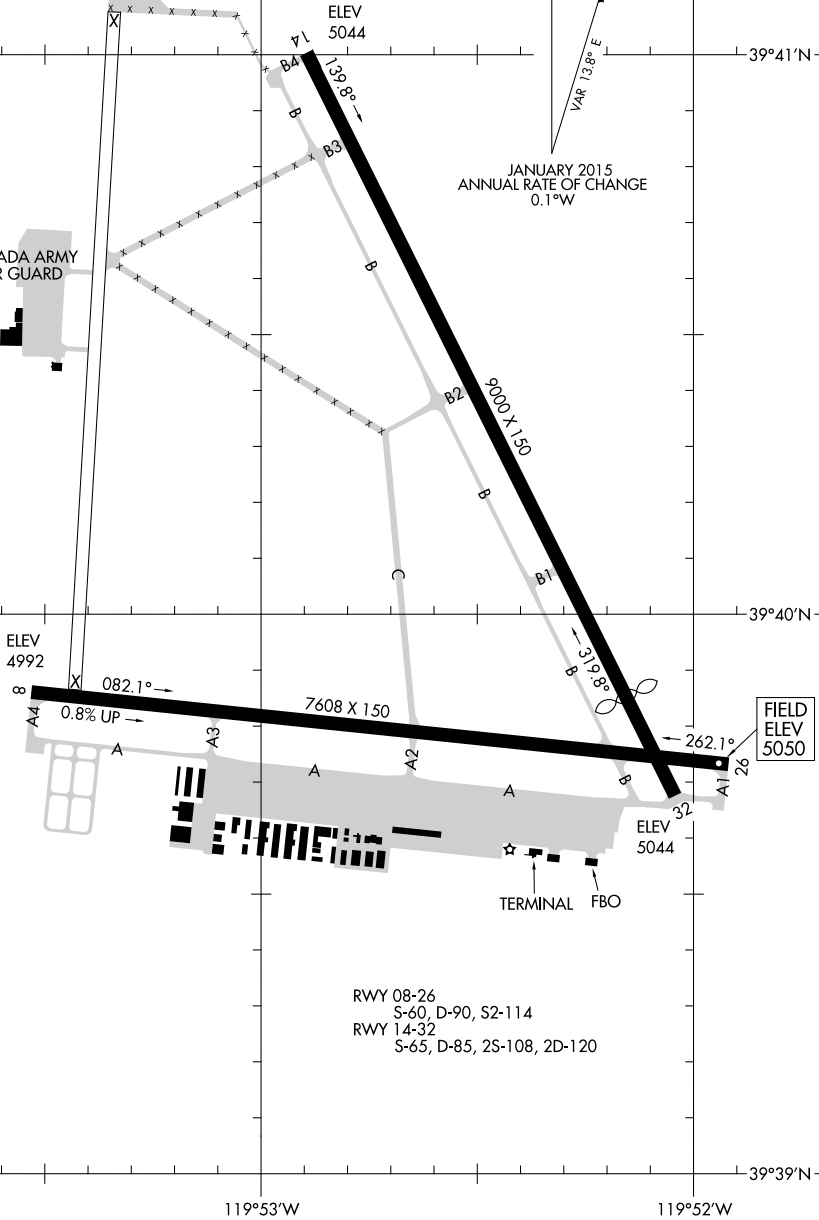 X
ELEV
5044
14
39°41'N
B4
139.8°
VAR 13.8° E
B
B3
JANUARY 2015
ANNUAL RATE OF CHANGE
0.1°W
ADA ARMY
R GUARD
B
B2
9000 X 150
B
B1
C
39°40'N
ELEV
4992
319.8°
B
8
X
082.1°
7608 X 150
0.8% UP
A4
A
A3
A
A2
A
262.1°
FIELD
ELEV
5050
26
A1
B
32
ELEV
5044
TERMINAL
FBO
RWY 08-26
S-60, D-90, S2-114
RWY 14-32
S-65, D-85, 2S-108, 2D-120
39°39'N
119°53'W
119°52'W